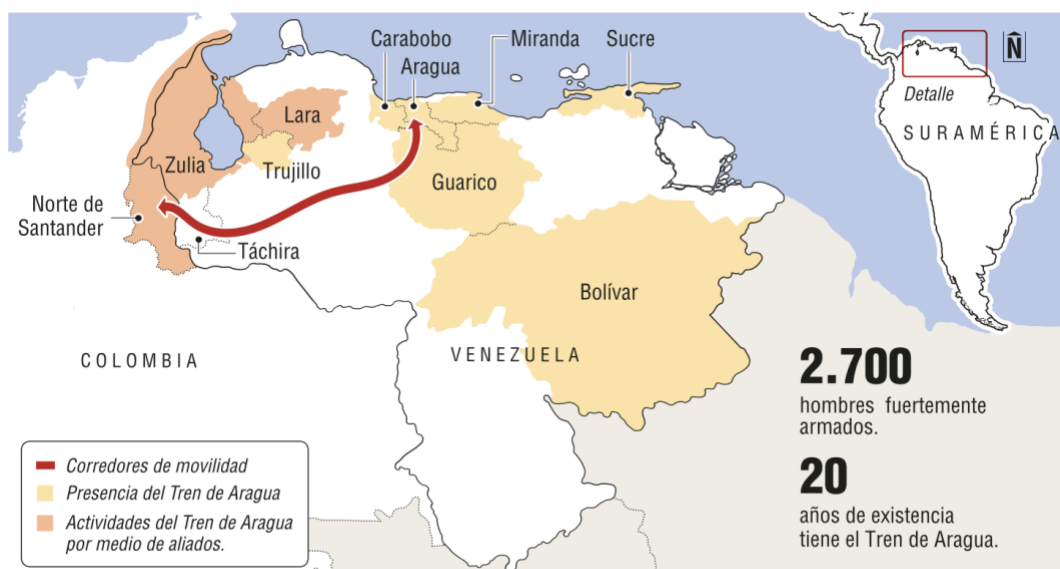 Carabobo
Miranda
Sucre
Aragua
N
Detalle
SURAMÉRICA
Lara
Zulia
Trujillo
Guarico
Norte de
Santander
Táchira
Bolívar
COLOMBIA
VENEZUELA
2.700
hombres fuertemente
armados.
20
años de existencia
tiene el Tren de Aragua.
Corredores de movilidad
Presencia del Tren de Aragua
Actividades del Tren de Aragua
por medio de aliados.